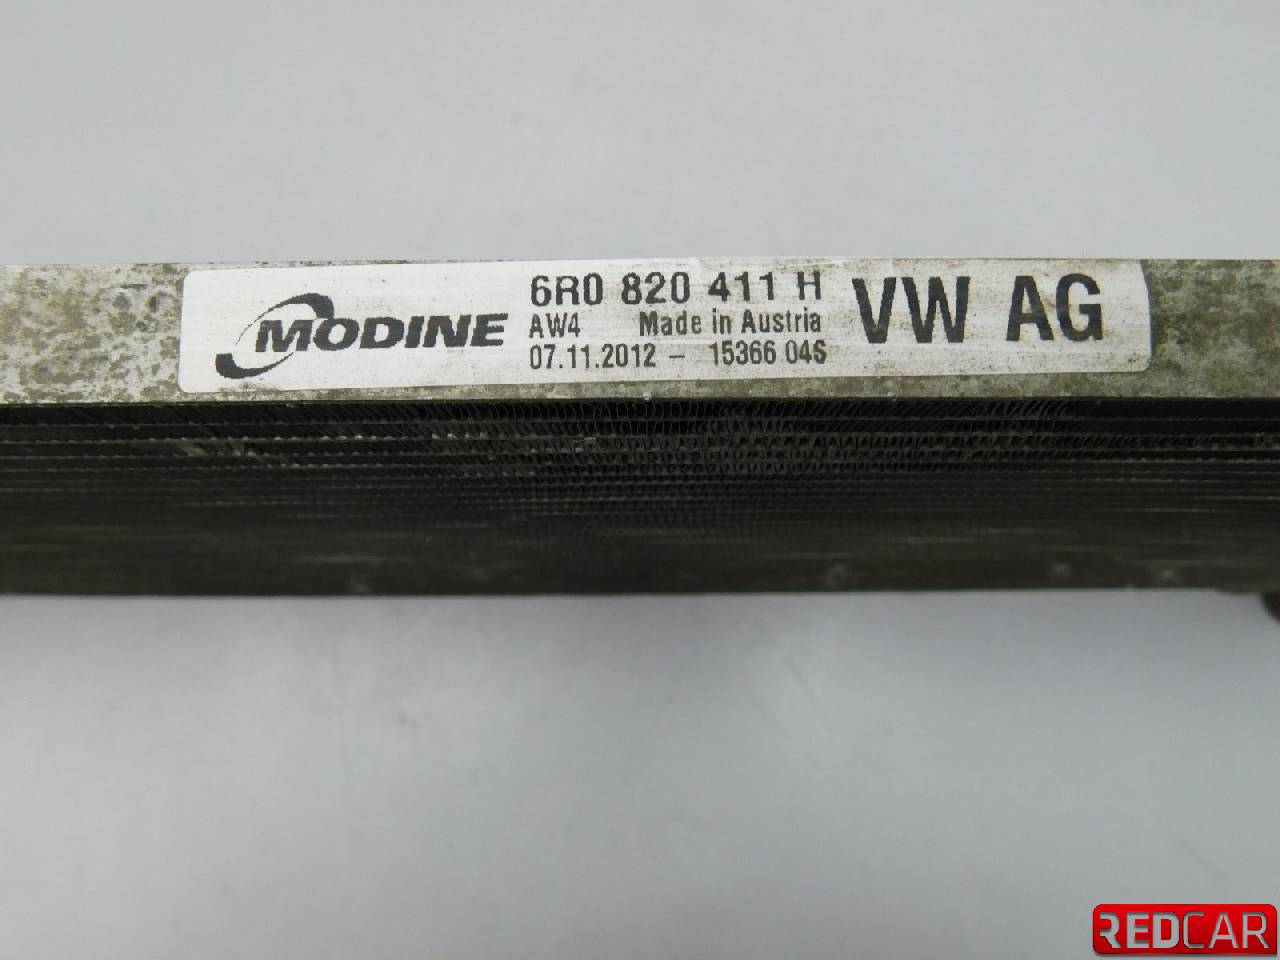 MODINE
6R0 820 411 H
AW4 Made in Austria
07.11.2012 - 15366 04S
VW AG
REDCAR